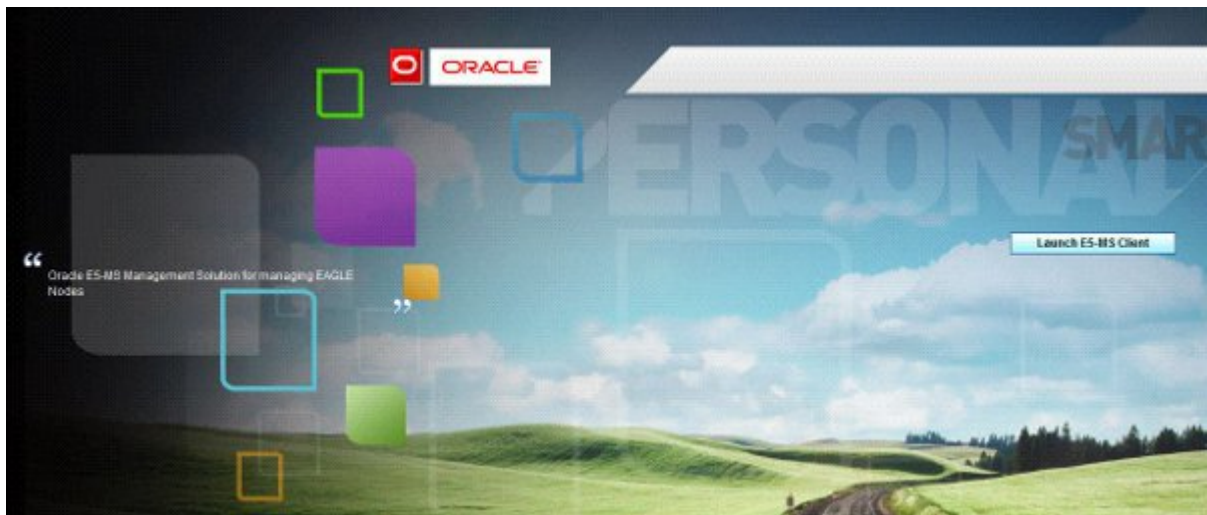 ORACLE
PERSONAL
SMAR
Launch E5-MS Client
“
Oracle E5-MS Management Solution for managing EAGLE
Nodes
”